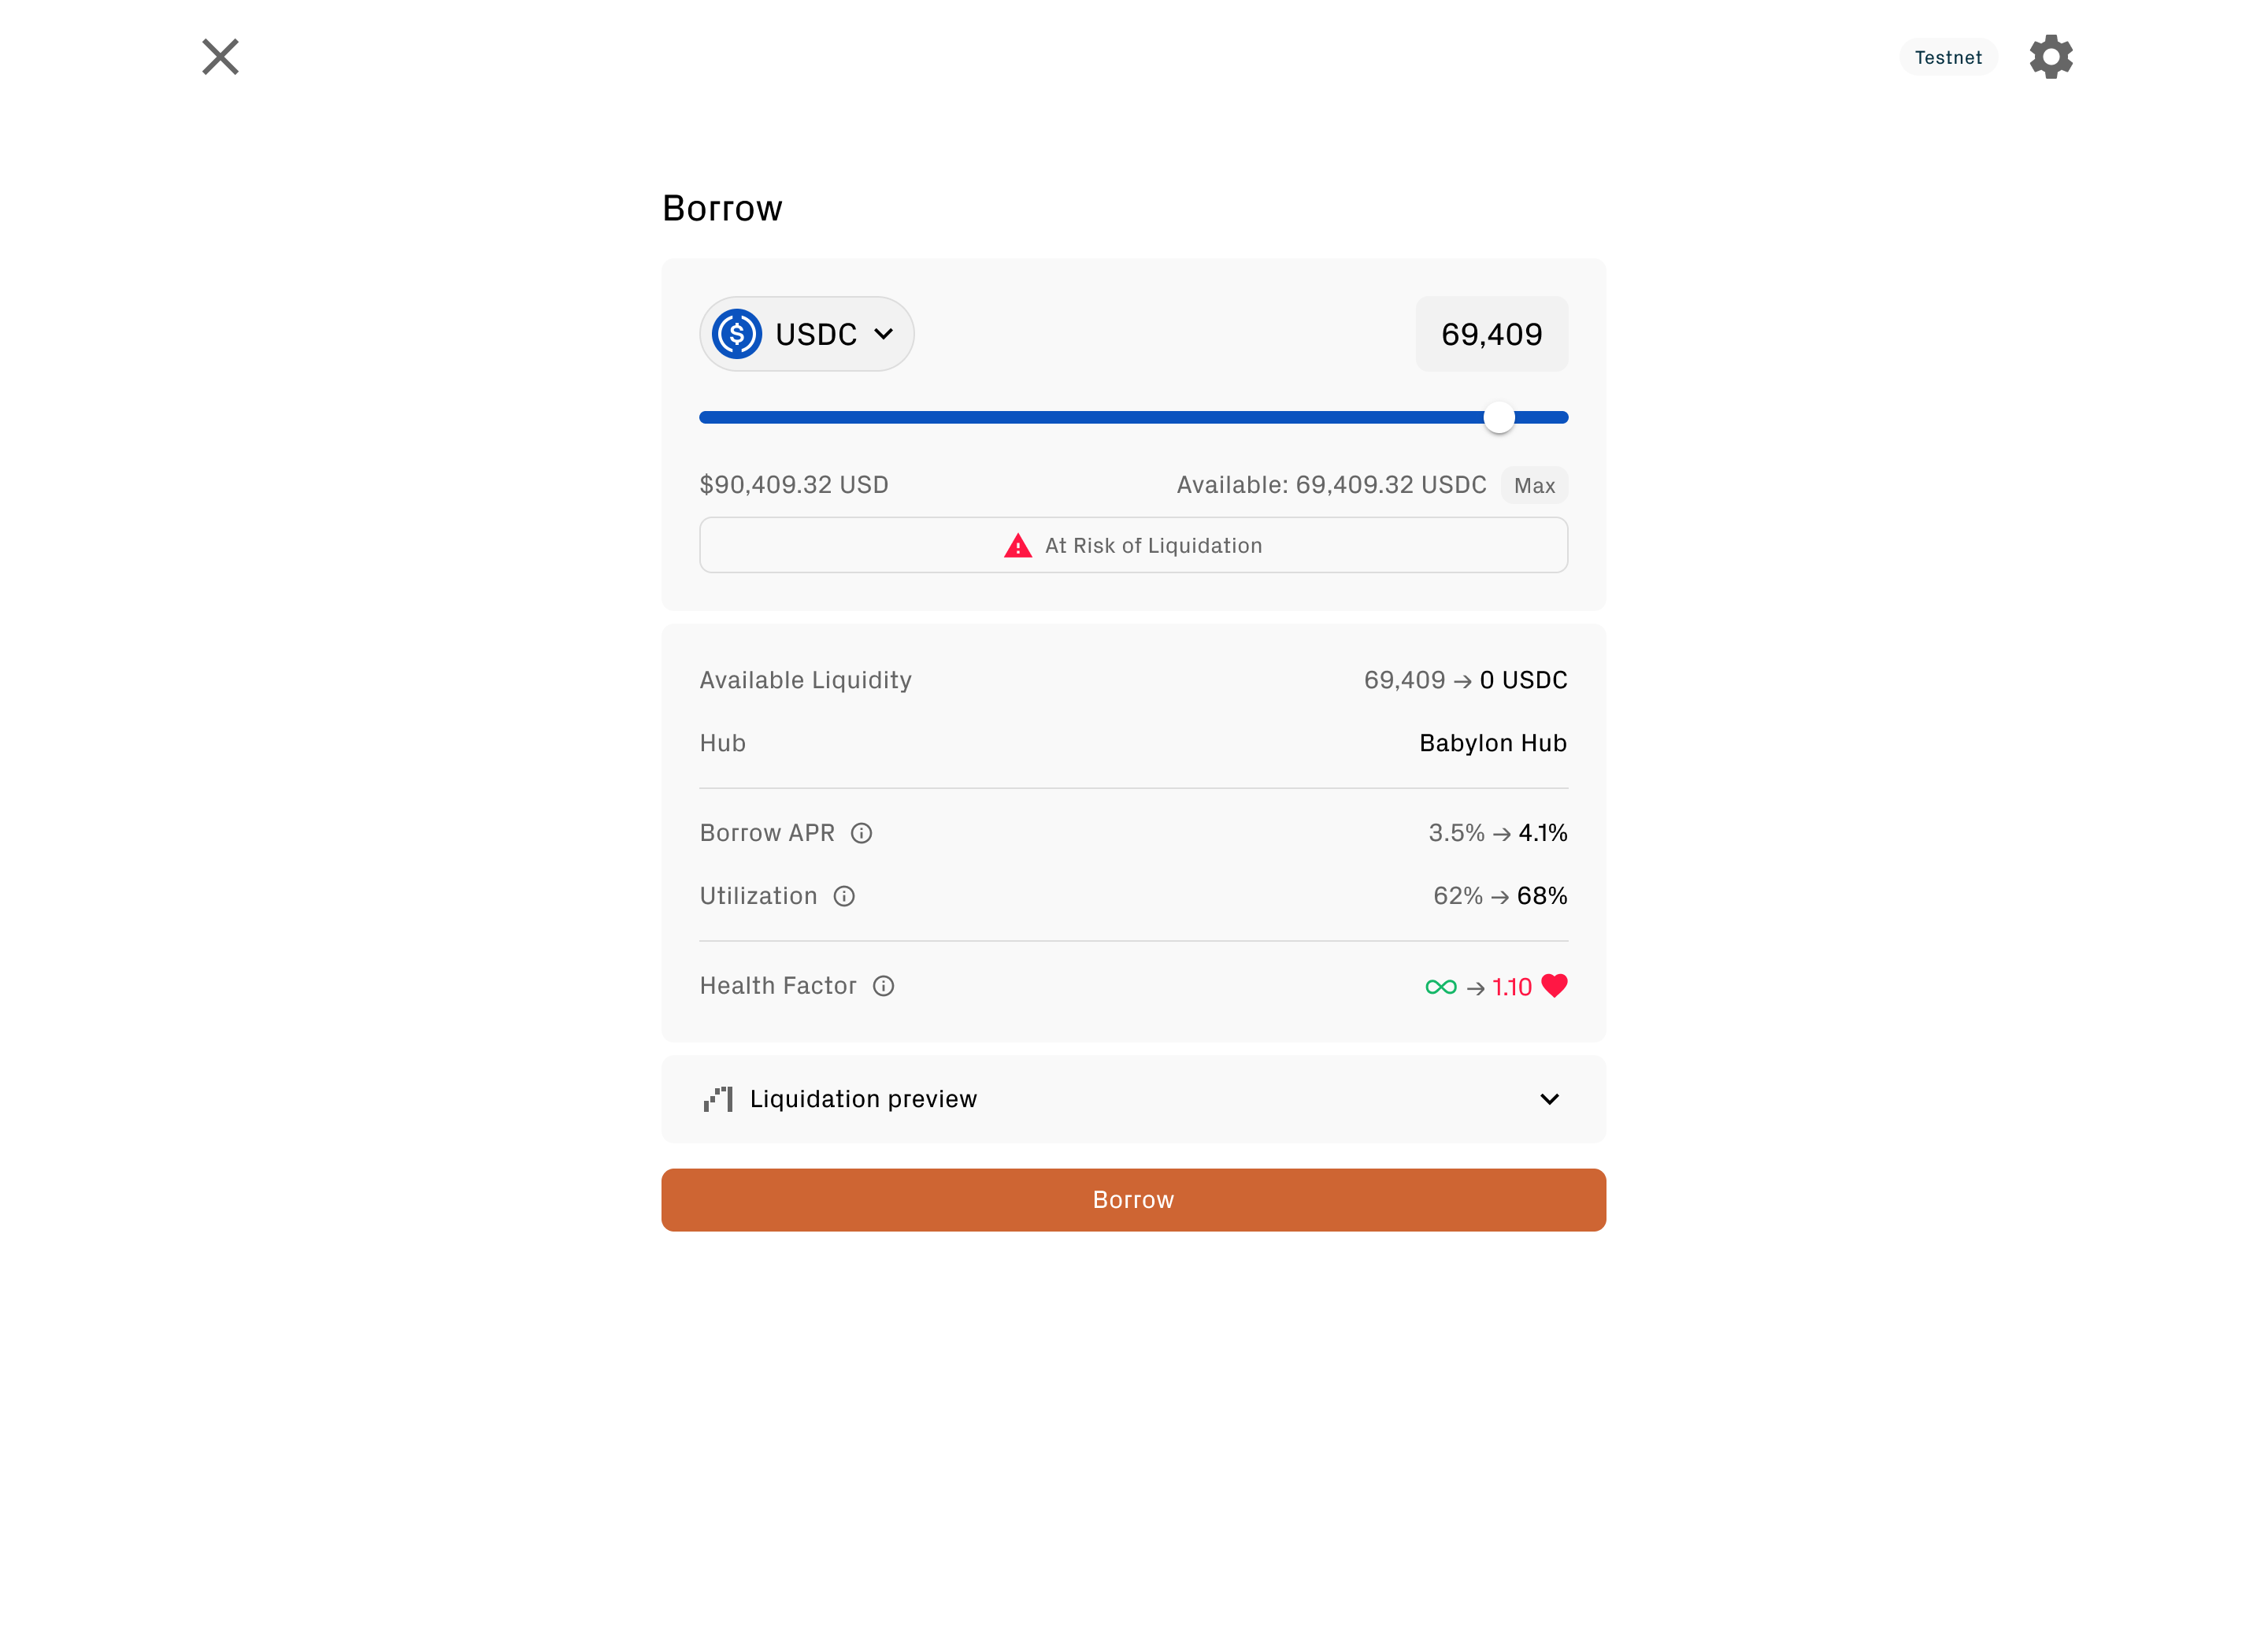 Testnet
Borrow
USDC 69,409
$90,409.32 USD Available: 69,409.32 USDC Max
At Risk of Liquidation
Available Liquidity 69,409 → 0 USDC
Hub Babylon Hub
Borrow APR 3.5% → 4.1%
Utilization 62% → 68%
Health Factor ∞ → 1.10
Liquidation preview
Borrow